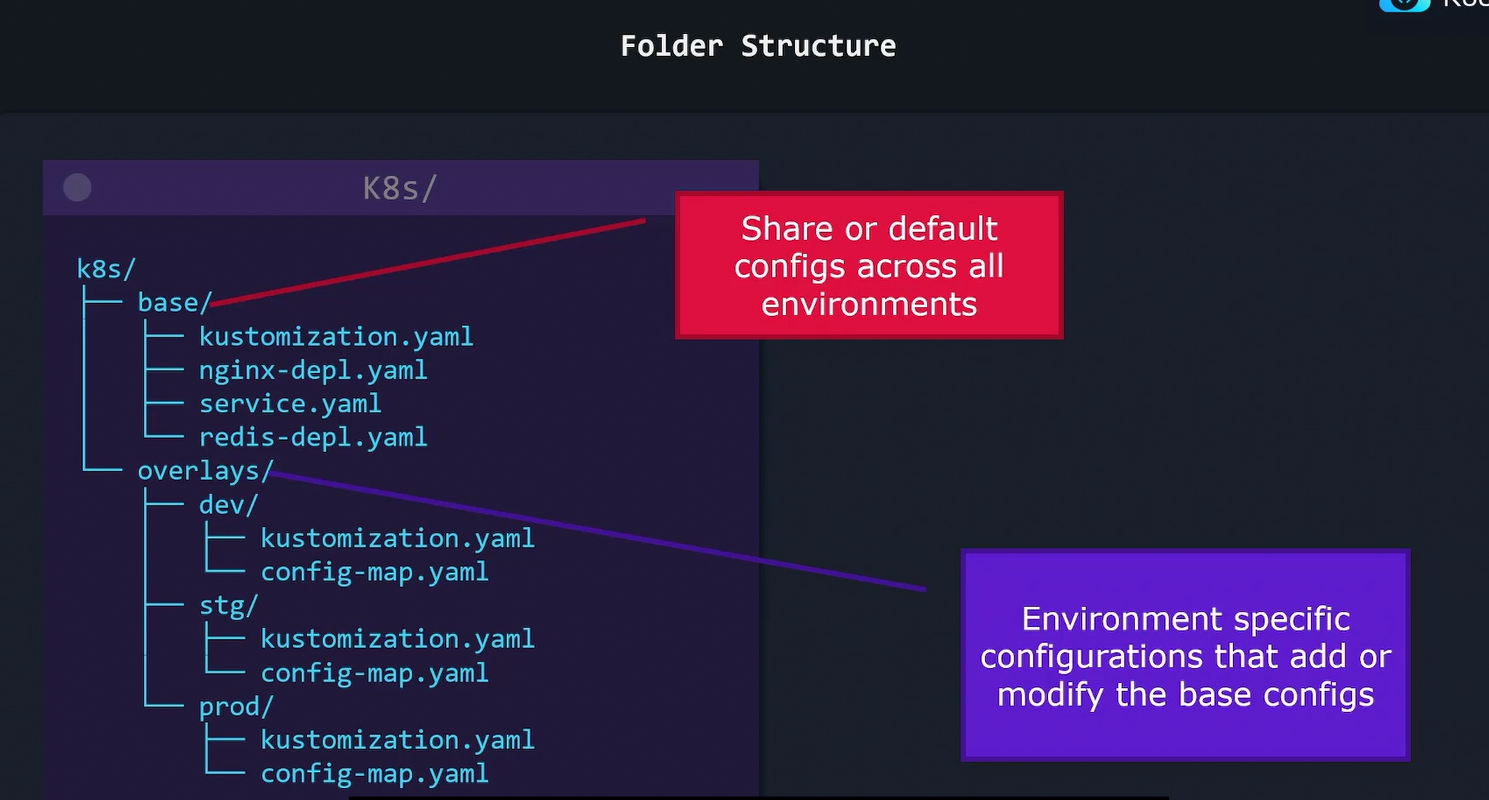 Folder Structure
K8s/
k8s/
├── base/
│   ├── kustomization.yaml
│   ├── nginx-depl.yaml
│   ├── service.yaml
│   └── redis-depl.yaml
└── overlays/
    ├── dev/
    │   ├── kustomization.yaml
    │   └── config-map.yaml
    ├── stg/
    │   ├── kustomization.yaml
    │   └── config-map.yaml
    └── prod/
        ├── kustomization.yaml
        └── config-map.yaml
Share or default
configs across all
environments
Environment specific
configurations that add or
modify the base configs